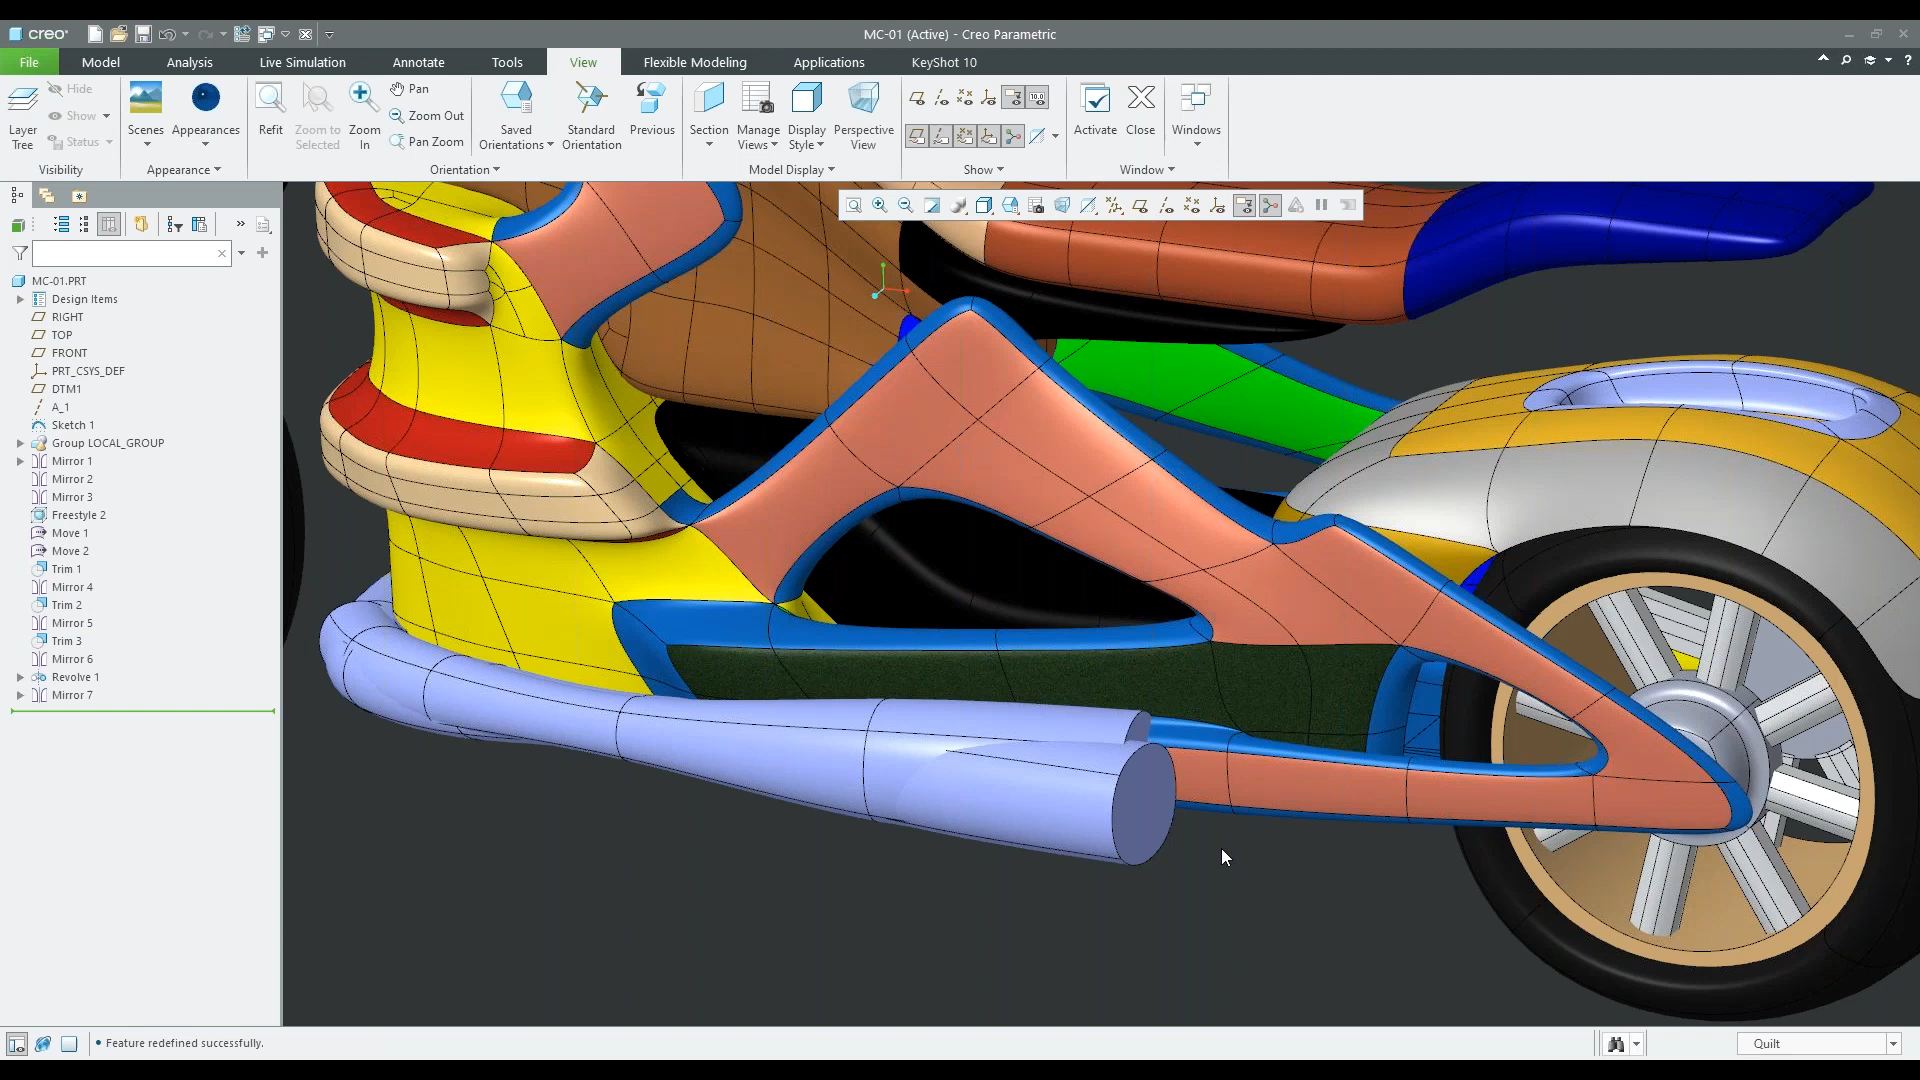 creo
MC-01 (Active) - Creo Parametric
File Model Analysis Live Simulation Annotate Tools View Flexible Modeling Applications KeyShot 10
Layer Tree
Hide
Show
Status
Visibility
Scenes
Appearances
Appearance
Refit
Zoom to Selected
Zoom In
Pan
Zoom Out
Pan Zoom
Saved Orientations
Standard Orientation
Previous
Orientation
Section
Manage Views
Display Style
Perspective View
Model Display
Show
Activate
Close
Windows
Window
MC-01.PRT
Design Items
RIGHT
TOP
FRONT
PRT_CSYS_DEF
DTM1
A_1
Sketch 1
Group LOCAL_GROUP
Mirror 1
Mirror 2
Mirror 3
Freestyle 2
Move 1
Move 2
Trim 1
Mirror 4
Trim 2
Mirror 5
Trim 3
Mirror 6
Revolve 1
Mirror 7
• Feature redefined successfully.
Quilt